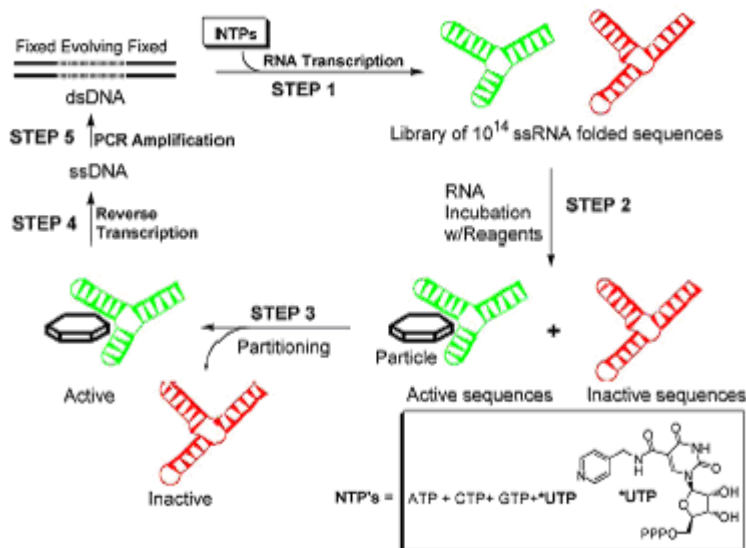 Fixed Evolving Fixed
dsDNA
NTPs
RNA Transcription
STEP 1
Library of 10^14 ssRNA folded sequences
STEP 5
PCR Amplification
ssDNA
STEP 4
Reverse
Transcription
RNA
Incubation
w/Reagents
STEP 2
STEP 3
Partitioning
Particle
+
Active
Active sequences
Inactive sequences
Inactive
NTP's = ATP + CTP+ GTP+*UTP
*UTP
O
O
NH
N
H
N
N
O
O
OH
OH
PPPO